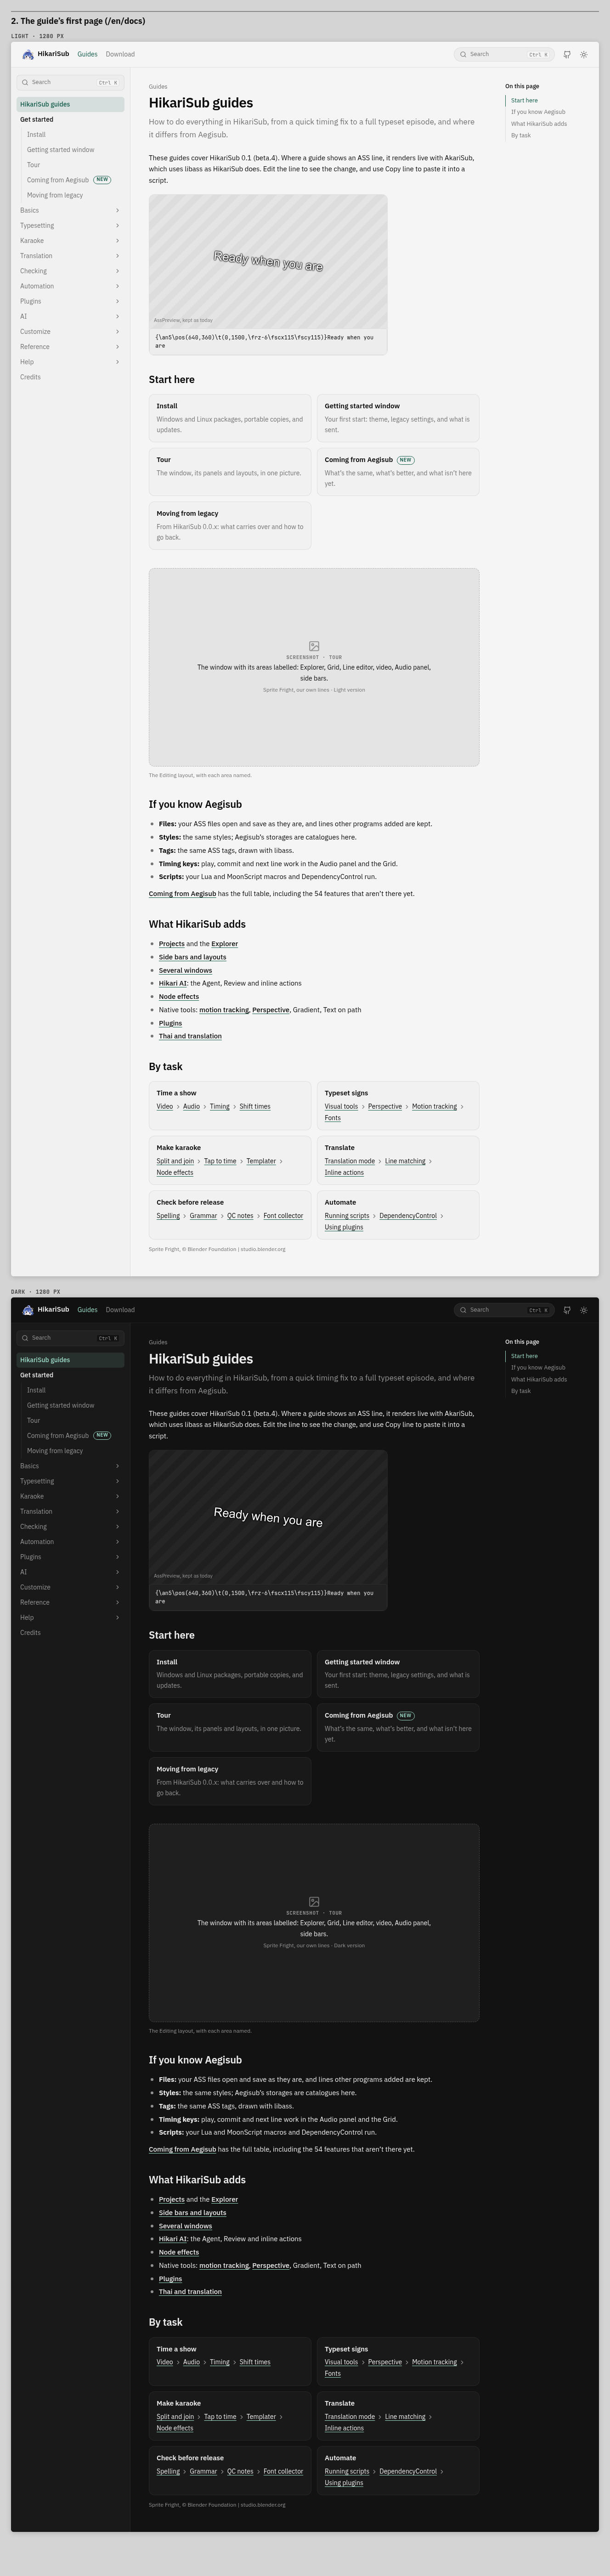 2. The guide's first page (/en/docs)
LIGHT · 1280 PX
HikariSub Guides Download
Search Ctrl K
Search Ctrl K
HikariSub guides
Get started
Install
Getting started window
Tour
Coming from Aegisub NEW
Moving from legacy
Basics
Typesetting
Karaoke
Translation
Checking
Automation
Plugins
AI
Customize
Reference
Help
Credits
Guides
HikariSub guides
How to do everything in HikariSub, from a quick timing fix to a full typeset episode, and where
it differs from Aegisub.
These guides cover HikariSub 0.1 (beta.4). Where a guide shows an ASS line, it renders live with AkariSub,
which uses libass as HikariSub does. Edit the line to see the change, and use Copy line to paste it into a
script.
Ready when you are
AssPreview, kept as today
{\an5\pos(640,360)\t(0,1500,\frz-6\fscx115\fscy115)}Ready when you
are
Start here
Install
Windows and Linux packages, portable copies, and
updates.
Getting started window
Your first start: theme, legacy settings, and what is
sent.
Tour
The window, its panels and layouts, in one picture.
Coming from Aegisub NEW
What's the same, what's better, and what isn't here
yet.
Moving from legacy
From HikariSub 0.0.x: what carries over and how to
go back.
SCREENSHOT · TOUR
The window with its areas labelled: Explorer, Grid, Line editor, video, Audio panel,
side bars.
Sprite Fright, our own lines · Light version
The Editing layout, with each area named.
If you know Aegisub
Files: your ASS files open and save as they are, and lines other programs added are kept.
Styles: the same styles; Aegisub's storages are catalogues here.
Tags: the same ASS tags, drawn with libass.
Timing keys: play, commit and next line work in the Audio panel and the Grid.
Scripts: your Lua and MoonScript macros and DependencyControl run.
Coming from Aegisub has the full table, including the 54 features that aren't there yet.
What HikariSub adds
Projects and the Explorer
Side bars and layouts
Several windows
Hikari AI: the Agent, Review and inline actions
Node effects
Native tools: motion tracking, Perspective, Gradient, Text on path
Plugins
Thai and translation
By task
Time a show
Video › Audio › Timing › Shift times
Typeset signs
Visual tools › Perspective › Motion tracking ›
Fonts
Make karaoke
Split and join › Tap to time › Templater ›
Node effects
Translate
Translation mode › Line matching ›
Inline actions
Check before release
Spelling › Grammar › QC notes › Font collector
Automate
Running scripts › DependencyControl ›
Using plugins
Sprite Fright, © Blender Foundation | studio.blender.org
On this page
Start here
If you know Aegisub
What HikariSub adds
By task
DARK · 1280 PX
HikariSub Guides Download
Search Ctrl K
Search Ctrl K
HikariSub guides
Get started
Install
Getting started window
Tour
Coming from Aegisub NEW
Moving from legacy
Basics
Typesetting
Karaoke
Translation
Checking
Automation
Plugins
AI
Customize
Reference
Help
Credits
Guides
HikariSub guides
How to do everything in HikariSub, from a quick timing fix to a full typeset episode, and where
it differs from Aegisub.
These guides cover HikariSub 0.1 (beta.4). Where a guide shows an ASS line, it renders live with AkariSub,
which uses libass as HikariSub does. Edit the line to see the change, and use Copy line to paste it into a
script.
Ready when you are
AssPreview, kept as today
{\an5\pos(640,360)\t(0,1500,\frz-6\fscx115\fscy115)}Ready when you
are
Start here
Install
Windows and Linux packages, portable copies, and
updates.
Getting started window
Your first start: theme, legacy settings, and what is
sent.
Tour
The window, its panels and layouts, in one picture.
Coming from Aegisub NEW
What's the same, what's better, and what isn't here
yet.
Moving from legacy
From HikariSub 0.0.x: what carries over and how to
go back.
SCREENSHOT · TOUR
The window with its areas labelled: Explorer, Grid, Line editor, video, Audio panel,
side bars.
Sprite Fright, our own lines · Dark version
The Editing layout, with each area named.
If you know Aegisub
Files: your ASS files open and save as they are, and lines other programs added are kept.
Styles: the same styles; Aegisub's storages are catalogues here.
Tags: the same ASS tags, drawn with libass.
Timing keys: play, commit and next line work in the Audio panel and the Grid.
Scripts: your Lua and MoonScript macros and DependencyControl run.
Coming from Aegisub has the full table, including the 54 features that aren't there yet.
What HikariSub adds
Projects and the Explorer
Side bars and layouts
Several windows
Hikari AI: the Agent, Review and inline actions
Node effects
Native tools: motion tracking, Perspective, Gradient, Text on path
Plugins
Thai and translation
By task
Time a show
Video › Audio › Timing › Shift times
Typeset signs
Visual tools › Perspective › Motion tracking ›
Fonts
Make karaoke
Split and join › Tap to time › Templater ›
Node effects
Translate
Translation mode › Line matching ›
Inline actions
Check before release
Spelling › Grammar › QC notes › Font collector
Automate
Running scripts › DependencyControl ›
Using plugins
Sprite Fright, © Blender Foundation | studio.blender.org
On this page
Start here
If you know Aegisub
What HikariSub adds
By task